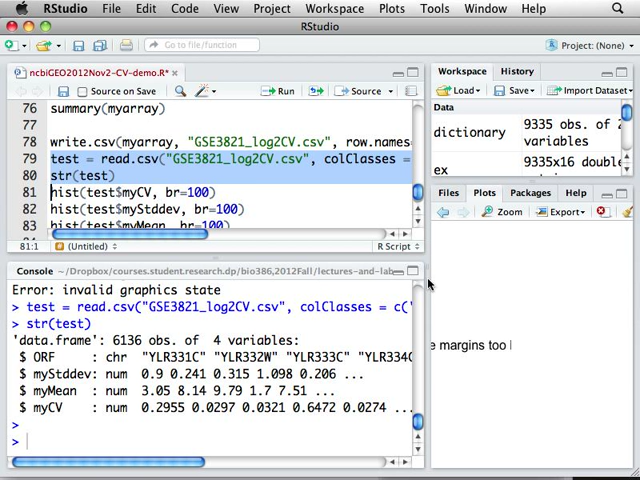 RStudio File Edit Code View Project Plots Tools Window Help
RStudio
Go to file/function
Project: (None)
ncbiGEO2012Nov2-CV-demo.R*
Source on Save
Run
Source
76 summary(myarray)
77
78 write.csv(myarray, "GSE3821_log2CV.csv", row.names
79 test = read.csv("GSE3821_log2CV.csv", colClasses =
80 str(test)
81 hist(test$myCV, br=100)
82 hist(test$myStddev, br=100)
83 hist(test$myMean, br=100)
81:1 (Untitled) R Script
Workspace History
Load Save Import Dataset
Data
dictionary 9335 obs. of 2
variables
ex 9335x16 double
Files Plots Packages Help
Zoom Export
e margins too l
Console ~/Dropbox/courses.student.research.dp/bio386,2012Fall/lectures-and-lab
Error: invalid graphics state
> test = read.csv("GSE3821_log2CV.csv", colClasses = c('
> str(test)
'data.frame': 6136 obs. of 4 variables:
$ ORF : chr "YLR331C" "YLR332W" "YLR333C" "YLR334C
$ myStddev: num 0.9 0.241 0.315 1.098 0.206 ...
$ myMean : num 3.05 8.14 9.79 1.7 7.51 ...
$ myCV : num 0.2955 0.0297 0.0321 0.6472 0.0274 ...
>
>